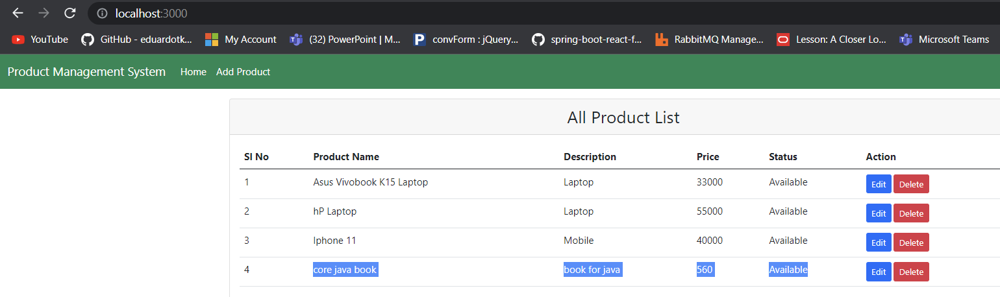 localhost:3000
YouTube GitHub - eduardotk... My Account (32) PowerPoint | M... convForm : jQuery... spring-boot-react-f... RabbitMQ Manage... Lesson: A Closer Lo... Microsoft Teams
Product Management System Home Add Product
All Product List
Sl No Product Name Description Price Status Action
1 Asus Vivobook K15 Laptop Laptop 33000 Available Edit Delete
2 hP Laptop Laptop 55000 Available Edit Delete
3 Iphone 11 Mobile 40000 Available Edit Delete
4 core java book book for java 560 Available Edit Delete